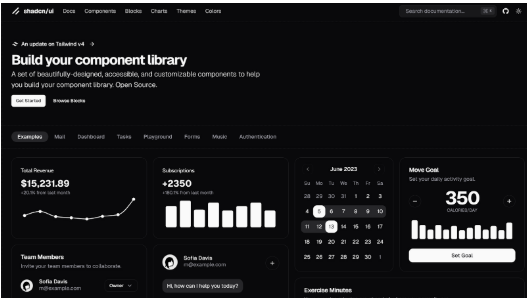 shadcn/ui Docs Components Blocks Charts Themes Colors Search documentation... ⌘K
An update on Tailwind v4 →
Build your component library
A set of beautifully-designed, accessible, and customizable components to help
you build your component library. Open Source.
Get Started Browse Blocks
Examples Mail Dashboard Tasks Playground Forms Music Authentication
Total Revenue
$15,231.89
+20.1% from last month
Subscriptions
+2350
+180.1% from last month
June 2023
Su Mo Tu We Th Fr Sa
28 29 30 31 1 2 3
4 5 6 7 8 9 10
11 12 13 14 15 16 17
18 19 20 21 22 23 24
25 26 27 28 29 30 1
Move Goal
Set your daily activity goal.
350
CALORIES/DAY
Set Goal
Team Members
Invite your team members to collaborate.
Sofia Davis
m@example.com
Owner
Sofia Davis
m@example.com
Hi, how can I help you today?
Exercise Minutes